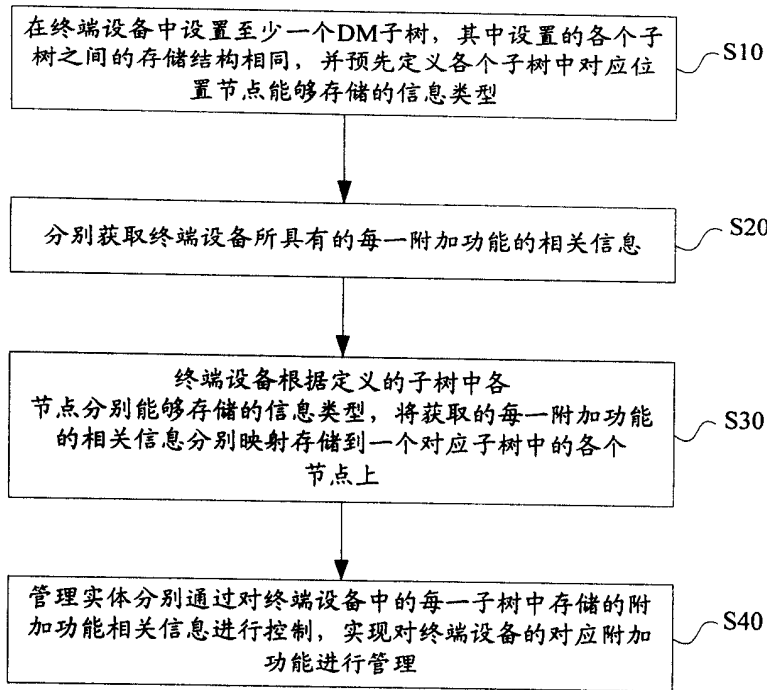 在终端设备中设置至少一个DM子树，其中设置的各个子
树之间的存储结构相同，并预先定义各个子树中对应位
置节点能够存储的信息类型
S10
分别获取终端设备所具有的每一附加功能的相关信息
S20
终端设备根据定义的子树中各
节点分别能够存储的信息类型，将获取的每一附加功能
的相关信息分别映射存储到一个对应子树中的各个
节点上
S30
管理实体分别通过对终端设备中的每一子树中存储的附
加功能相关信息进行控制，实现对终端设备的对应附加
功能进行管理
S40